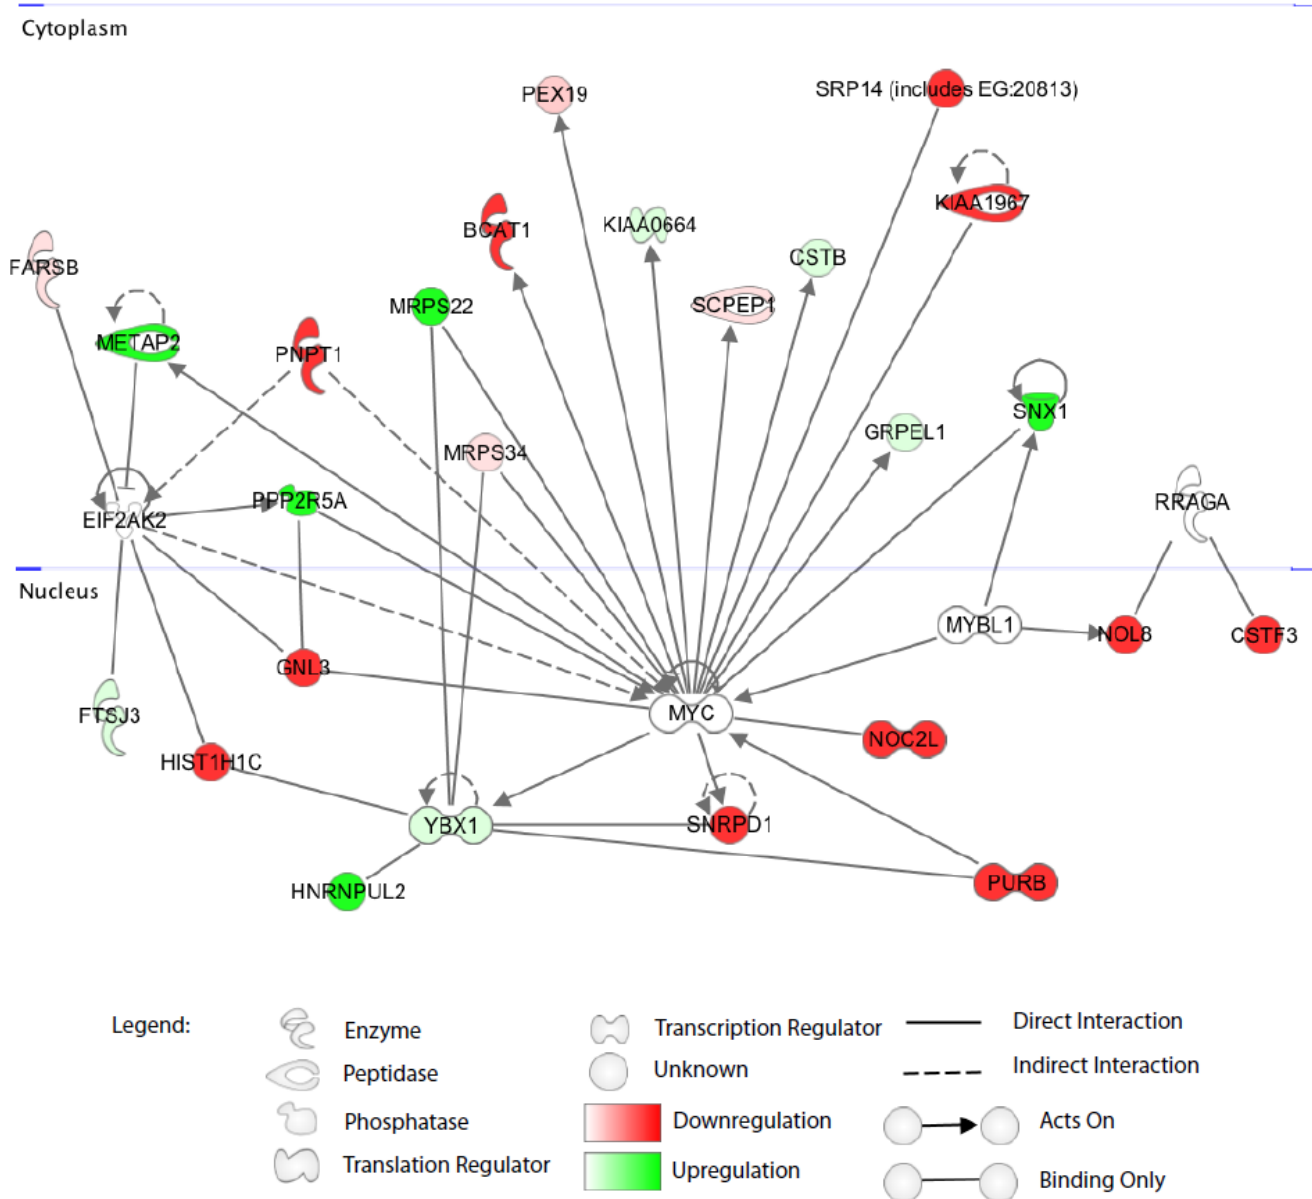 Cytoplasm
PEX19
SRP14 (includes EG:20813)
KIAA1967
BCAT1
KIAA0664
CSTB
FARSB
SCPEP1
MRPS22
METAP2
PNPT1
SNX1
GRPEL1
MRPS34
PPP2R5A
RRAGA
EIF2AK2
Nucleus
MYBL1
NOL8
CSTF3
GNL3
FTSJ3
MYC
NOC2L
HIST1H1C
YBX1
SNRPD1
PURB
HNRNPUL2
Legend:
Enzyme
Peptidase
Phosphatase
Translation Regulator
Transcription Regulator
Unknown
Downregulation
Upregulation
Direct Interaction
Indirect Interaction
Acts On
Binding Only